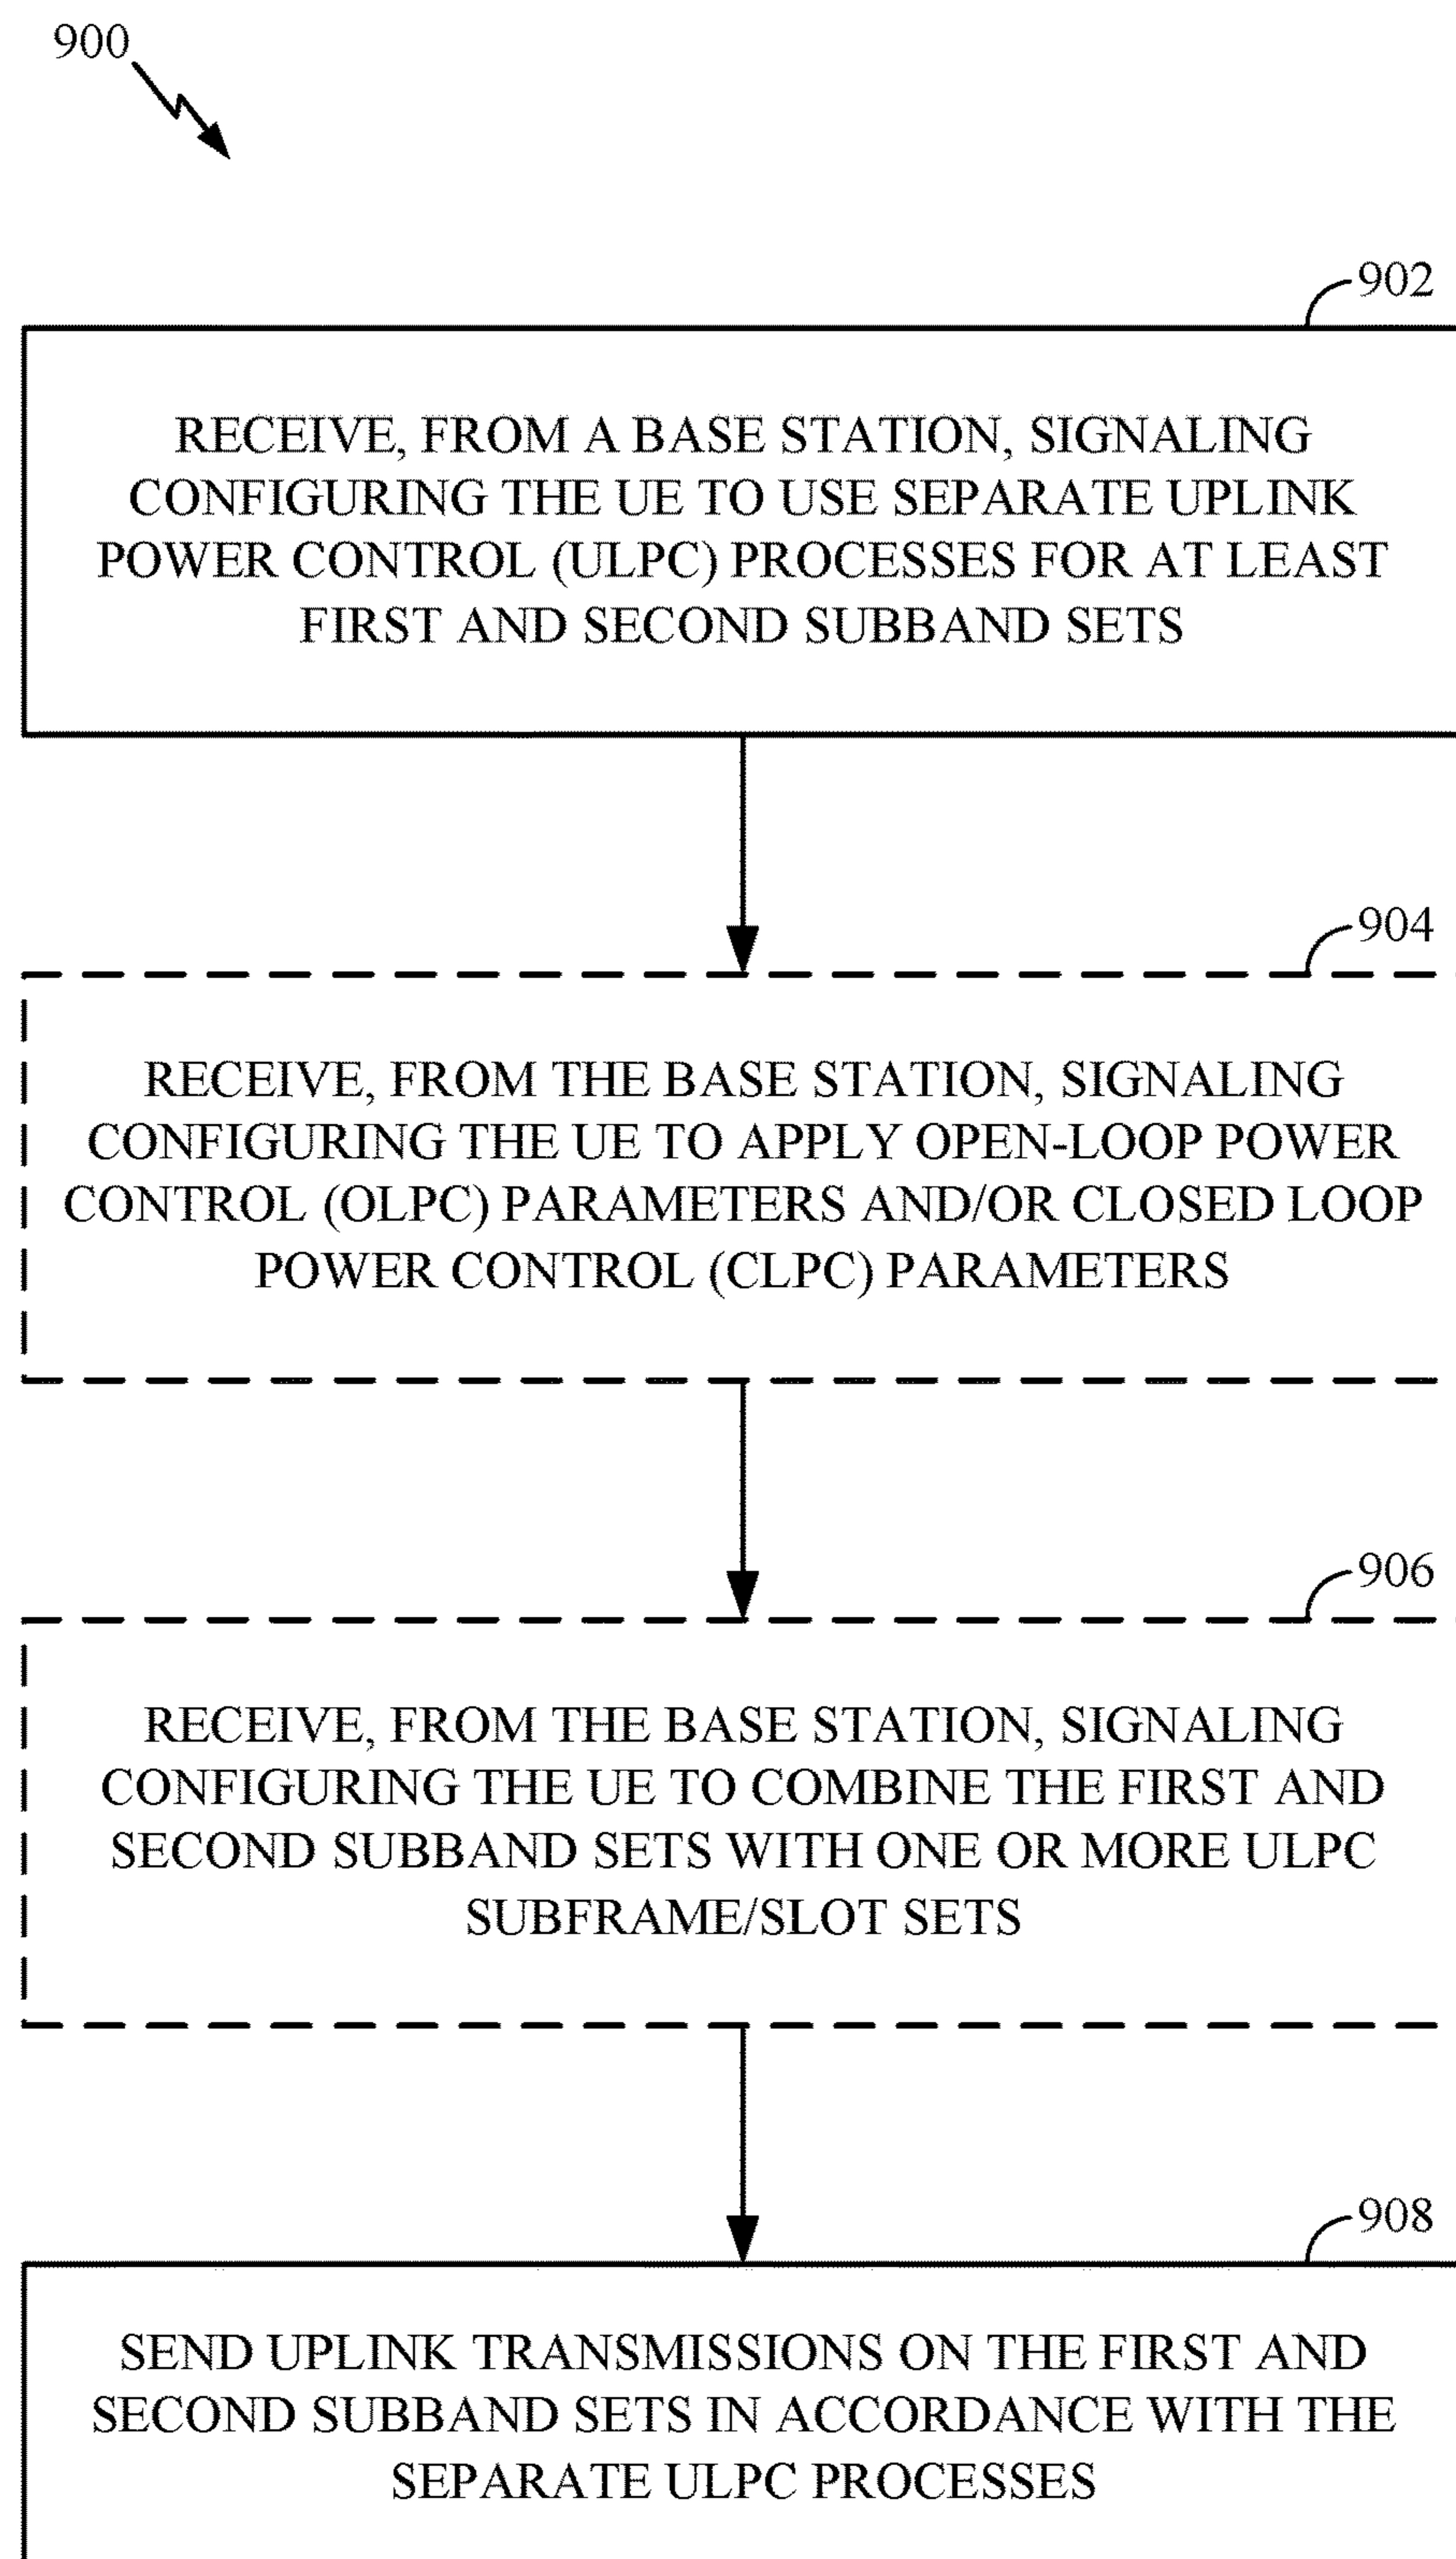 900
902
RECEIVE, FROM A BASE STATION, SIGNALING
CONFIGURING THE UE TO USE SEPARATE UPLINK
POWER CONTROL (ULPC) PROCESSES FOR AT LEAST
FIRST AND SECOND SUBBAND SETS
904
RECEIVE, FROM THE BASE STATION, SIGNALING
CONFIGURING THE UE TO APPLY OPEN-LOOP POWER
CONTROL (OLPC) PARAMETERS AND/OR CLOSED LOOP
POWER CONTROL (CLPC) PARAMETERS
906
RECEIVE, FROM THE BASE STATION, SIGNALING
CONFIGURING THE UE TO COMBINE THE FIRST AND
SECOND SUBBAND SETS WITH ONE OR MORE ULPC
SUBFRAME/SLOT SETS
908
SEND UPLINK TRANSMISSIONS ON THE FIRST AND
SECOND SUBBAND SETS IN ACCORDANCE WITH THE
SEPARATE ULPC PROCESSES